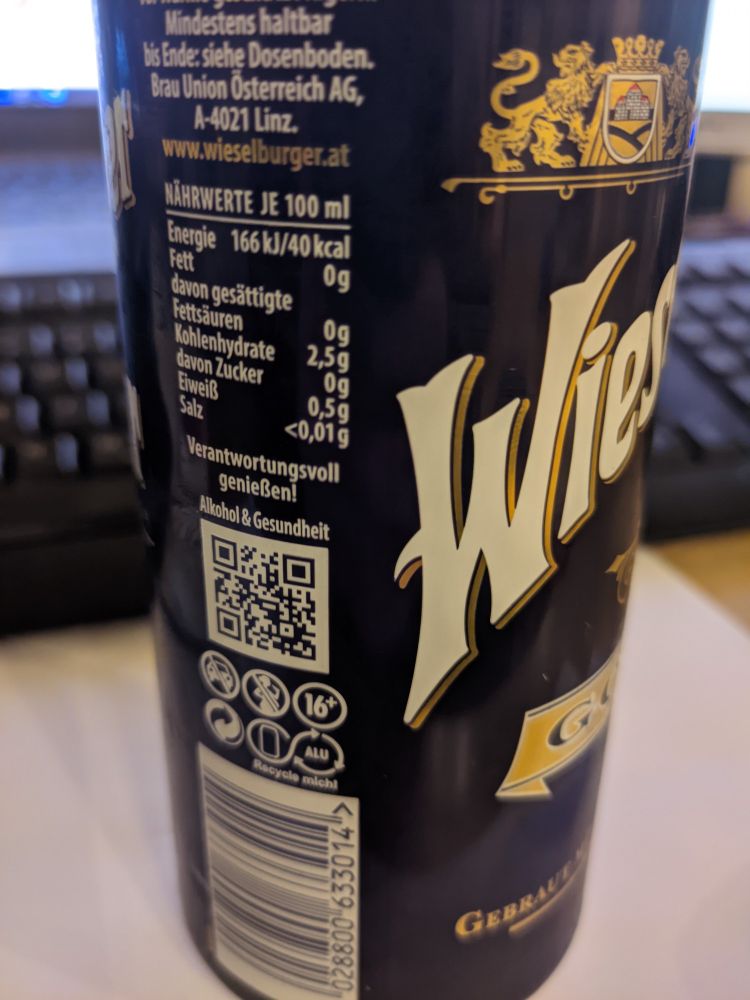 Mindestens haltbar
bis Ende: siehe Dosenboden.
Brau Union Österreich AG,
A-4021 Linz.
www.wieselburger.at
NÄHRWERTE JE 100 ml
Energie 166 kJ/40 kcal
Fett 0g
davon gesättigte
Fettsäuren 0g
Kohlenhydrate 2,5g
davon Zucker 0g
Eiweiß 0,5g
Salz <0,01g
Verantwortungsvoll
genießen!
Alkohol & Gesundheit
16+
ALU
Recycle mich!
028800 633014 >
Wies
GO
GEBRAUT